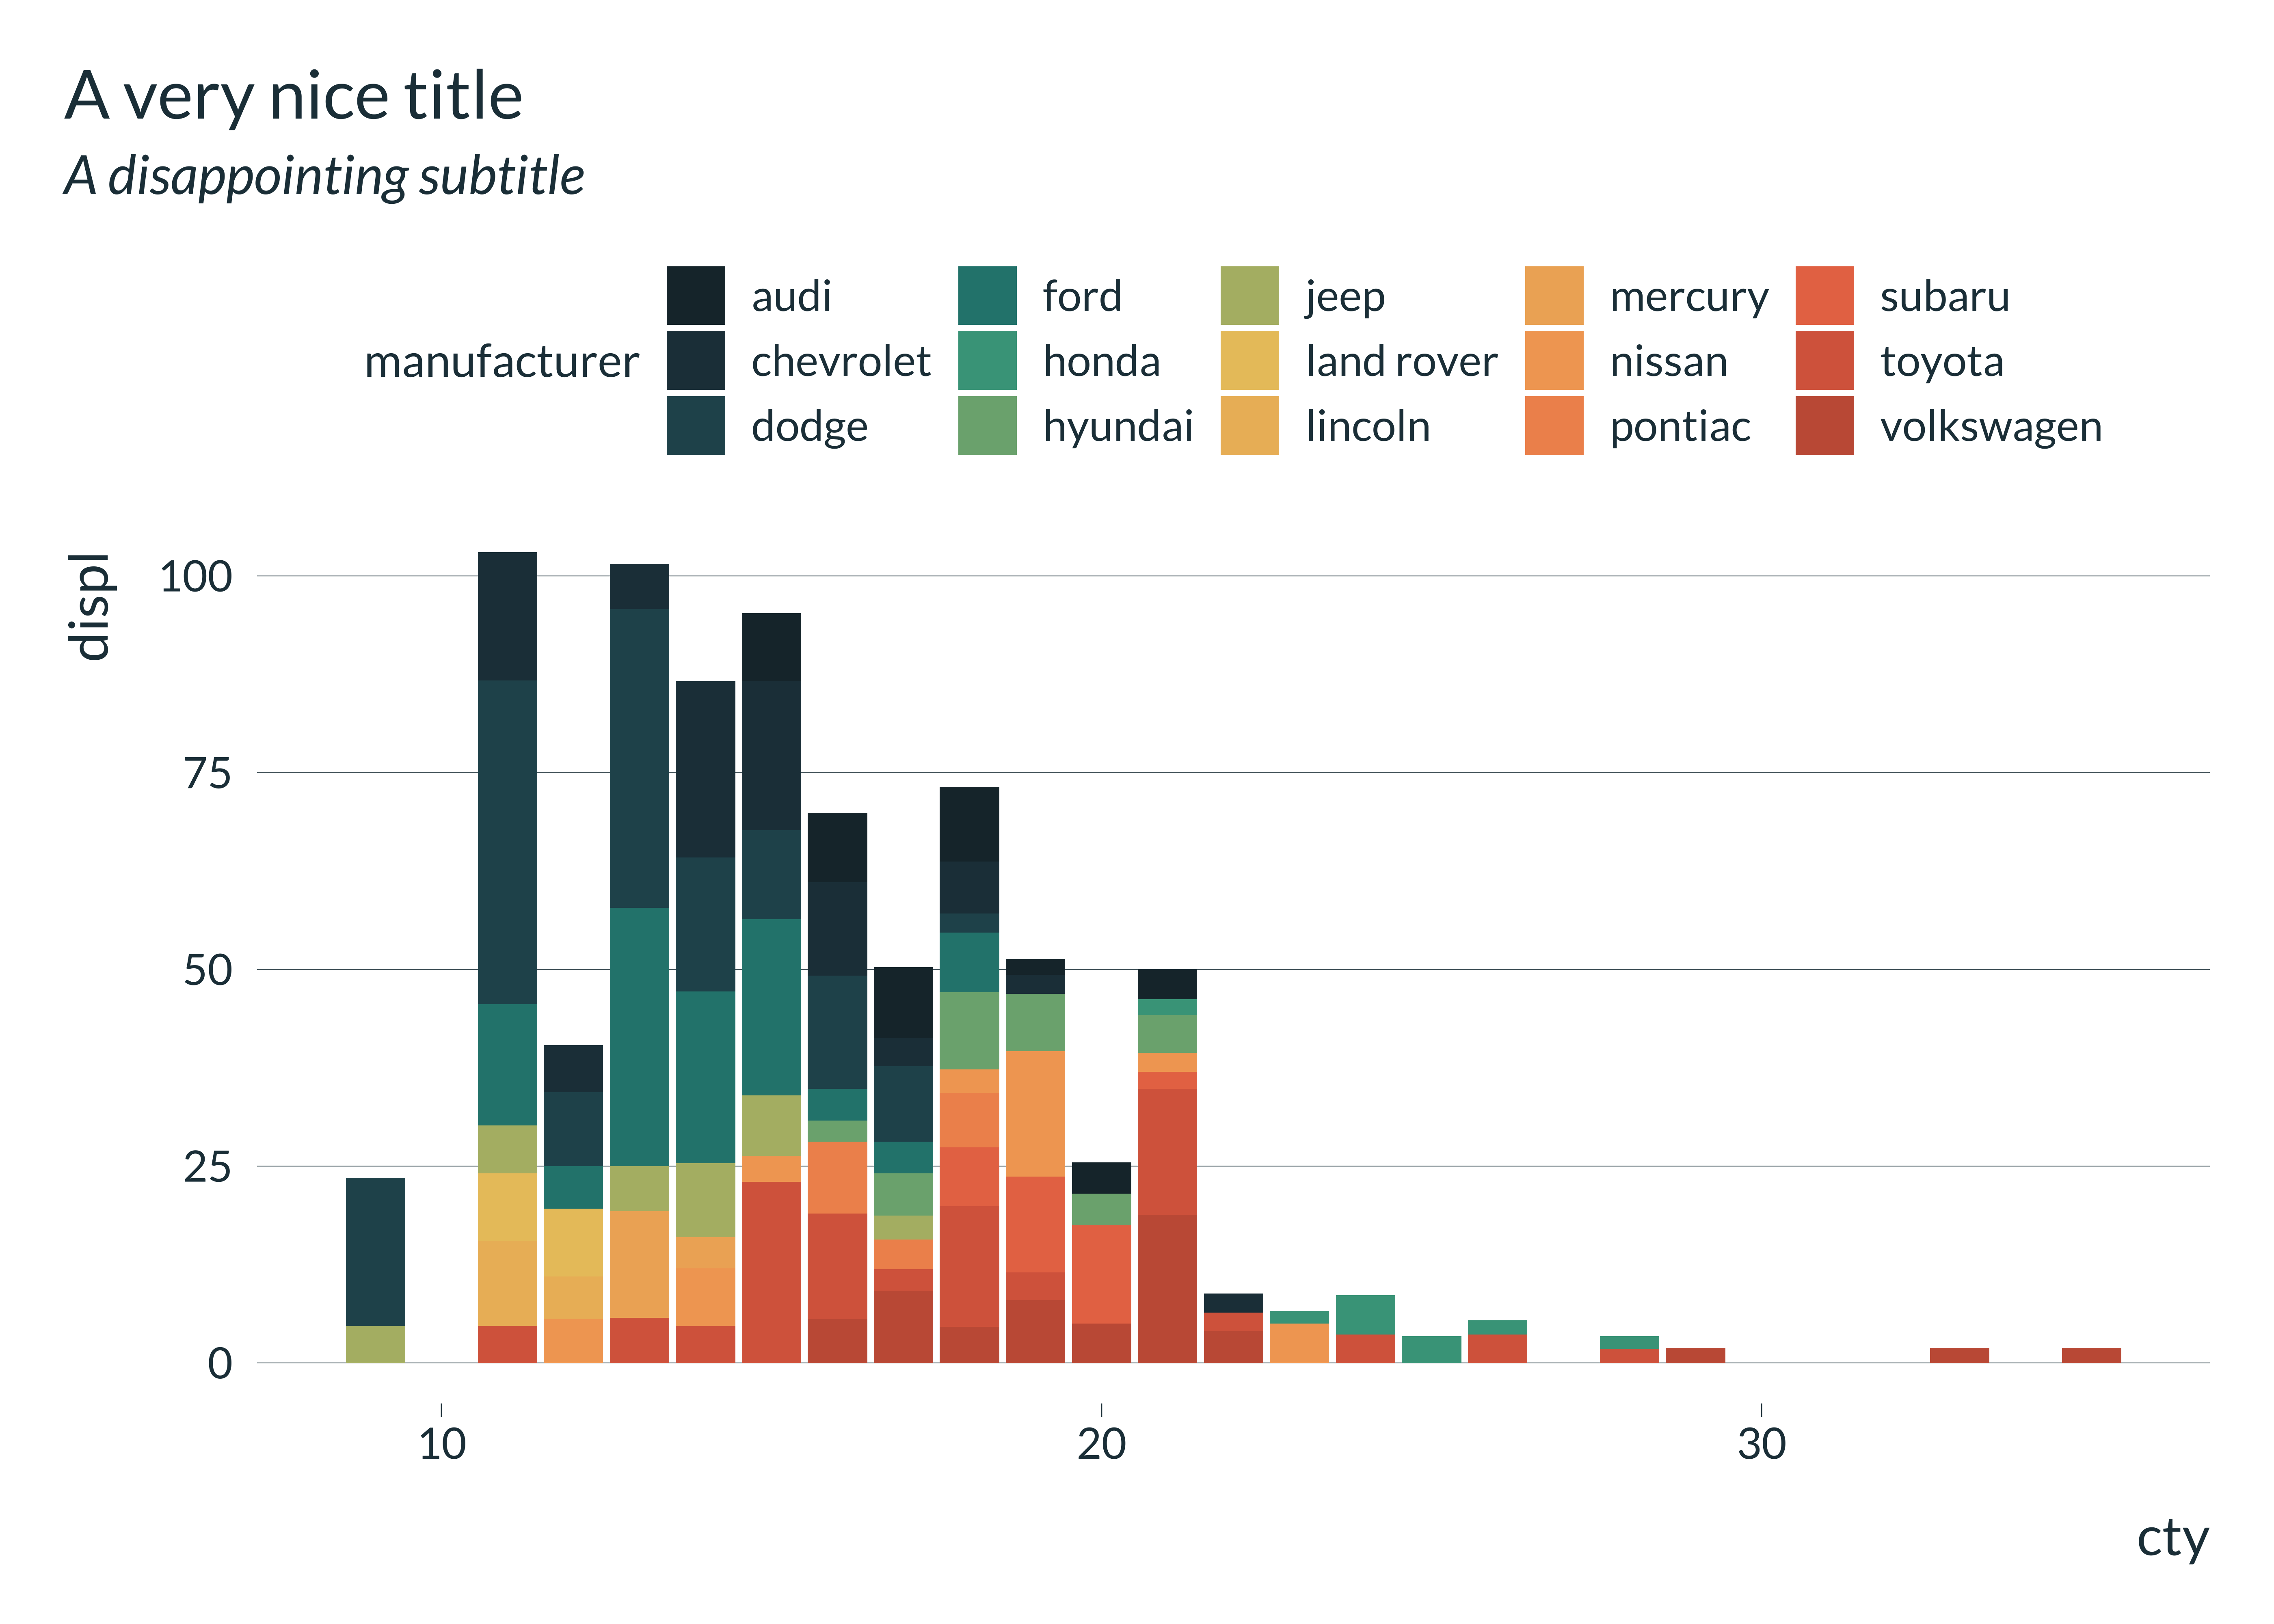 A very nice title
A disappointing subtitle
audi ford jeep mercury subaru
manufacturer chevrolet honda land rover nissan toyota
dodge hyundai lincoln pontiac volkswagen
displ
100
75
50
25
0
10 20 30
cty